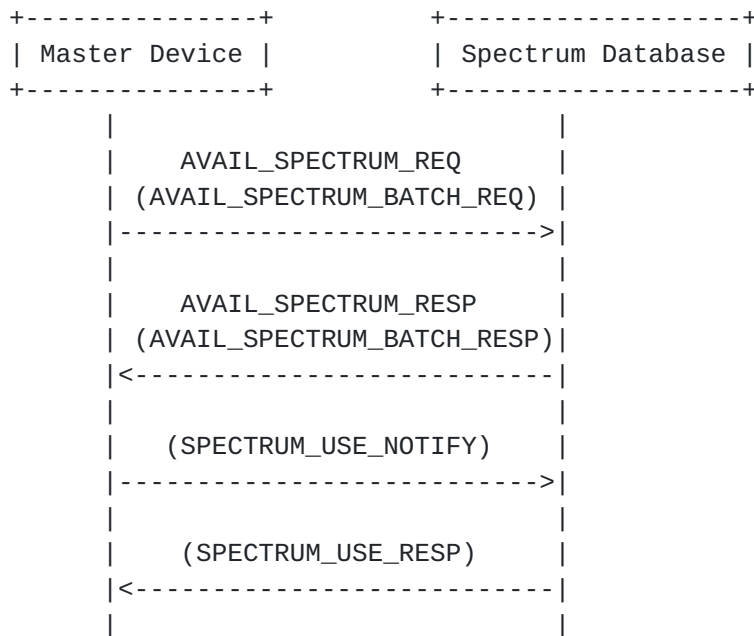 Master Device Spectrum Database
AVAIL_SPECTRUM_REQ
(AVAIL_SPECTRUM_BATCH_REQ)
AVAIL_SPECTRUM_RESP
(AVAIL_SPECTRUM_BATCH_RESP)
(SPECTRUM_USE_NOTIFY)
(SPECTRUM_USE_RESP)